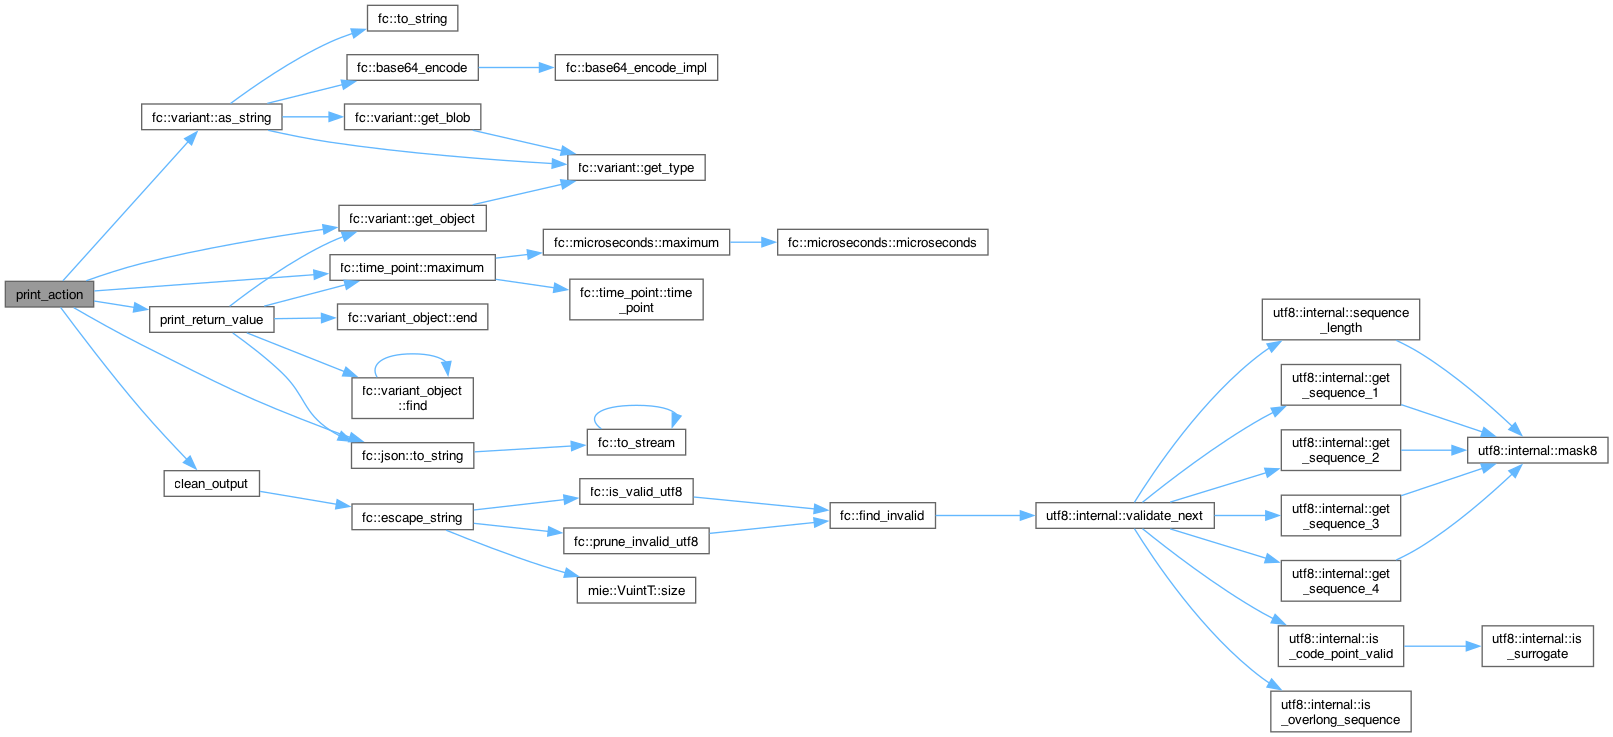 fc::to_string
fc::base64_encode
fc::base64_encode_impl
fc::variant::as_string
fc::variant::get_blob
fc::variant::get_type
fc::variant::get_object
fc::microseconds::maximum
fc::microseconds::microseconds
fc::time_point::maximum
print_action
fc::time_point::time
_point
print_return_value
fc::variant_object::end
utf8::internal::sequence
_length
fc::variant_object
::find
utf8::internal::get
_sequence_1
fc::to_stream
utf8::internal::get
_sequence_2
utf8::internal::mask8
fc::json::to_string
clean_output
fc::is_valid_utf8
fc::escape_string
fc::find_invalid
utf8::internal::validate_next
utf8::internal::get
_sequence_3
fc::prune_invalid_utf8
mie::VuintT::size
utf8::internal::get
_sequence_4
utf8::internal::is
_code_point_valid
utf8::internal::is
_surrogate
utf8::internal::is
_overlong_sequence